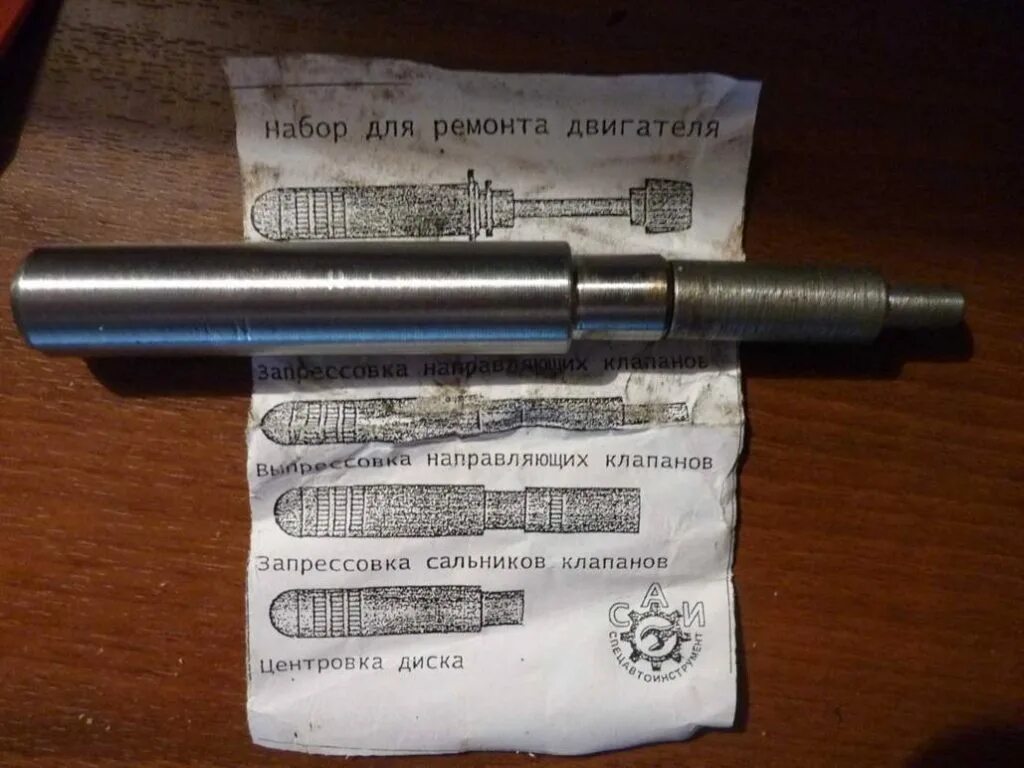 Набор для ремонта двигателя
Запрессовка направляющих клапанов
Выпрессовка направляющих клапанов
Запрессовка сальников клапанов
САИ
СПЕЦАВТОИНСТРУМЕНТ
Центровка диска